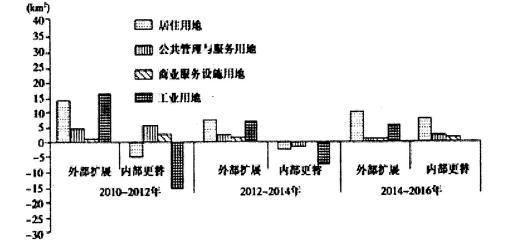 (km²)
40
35
30
25
20
15
10
5
0
-5
-10
-15
-20
-25
-30
居住用地
公共管理与服务用地
商业服务设施用地
工业用地
外部扩展 内部更替 外部扩展 内部更替 外部扩展 内部更替
2010-2012年 2012-2014年 2014-2016年